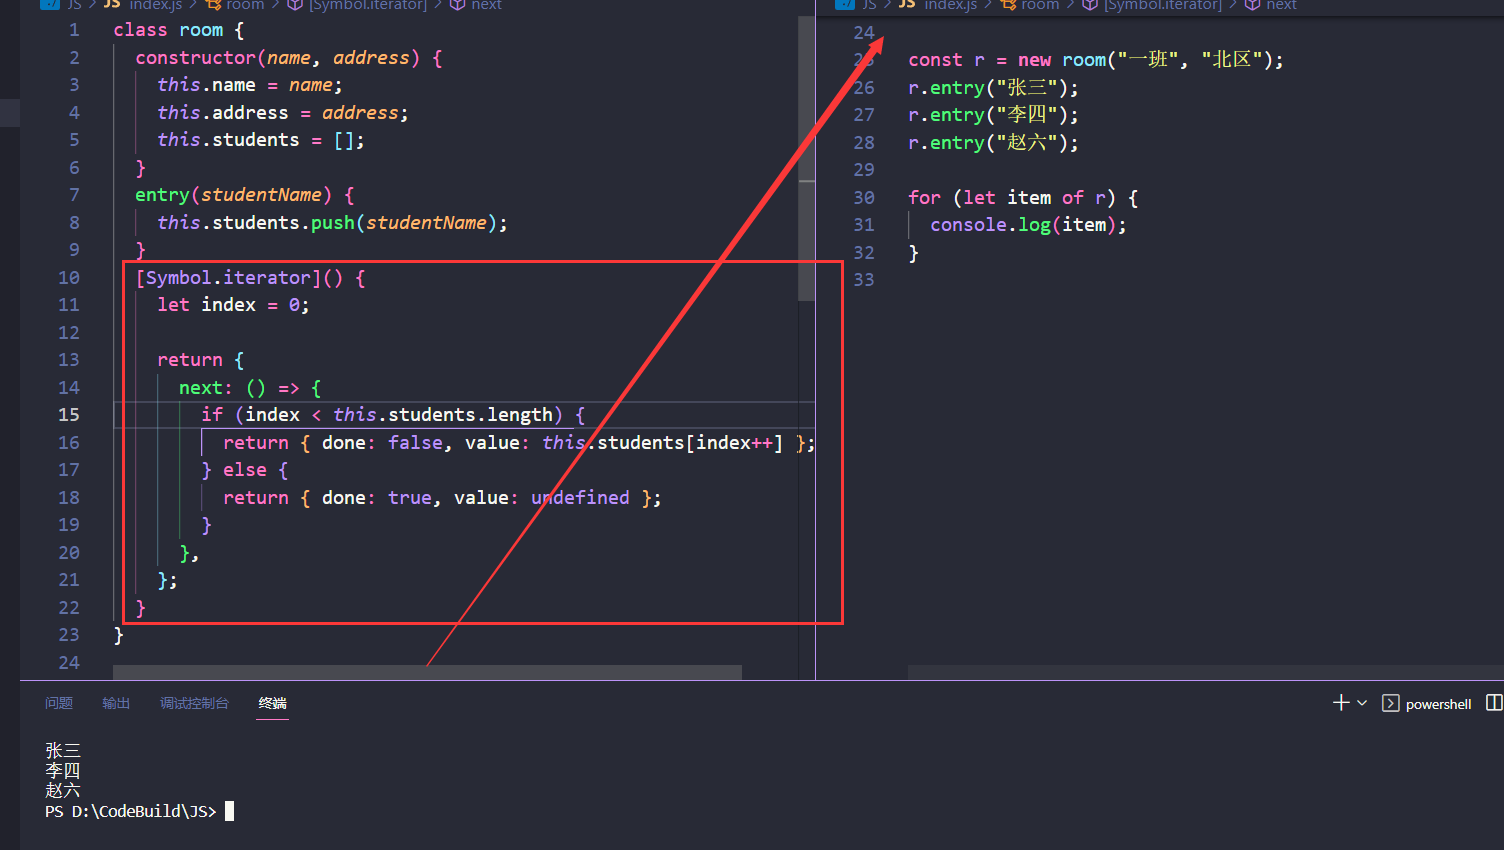 JS > JS index.js > room > [Symbol.iterator] > next
1 class room {
2 constructor(name, address) {
3 this.name = name;
4 this.address = address;
5 this.students = [];
6 }
7 entry(studentName) {
8 this.students.push(studentName);
9 }
10 [Symbol.iterator]() {
11 let index = 0;
12
13 return {
14 next: () => {
15 if (index < this.students.length) {
16 return { done: false, value: this.students[index++] };
17 } else {
18 return { done: true, value: undefined };
19 }
20 },
21 };
22 }
23 }
24
JS > JS index.js > room > [Symbol.iterator] > next
24
25 const r = new room("一班", "北区");
26 r.entry("张三");
27 r.entry("李四");
28 r.entry("赵六");
29
30 for (let item of r) {
31 console.log(item);
32 }
33
问题 输出 调试控制台 终端 powershell
张三
李四
赵六
PS D:\CodeBuild\JS>